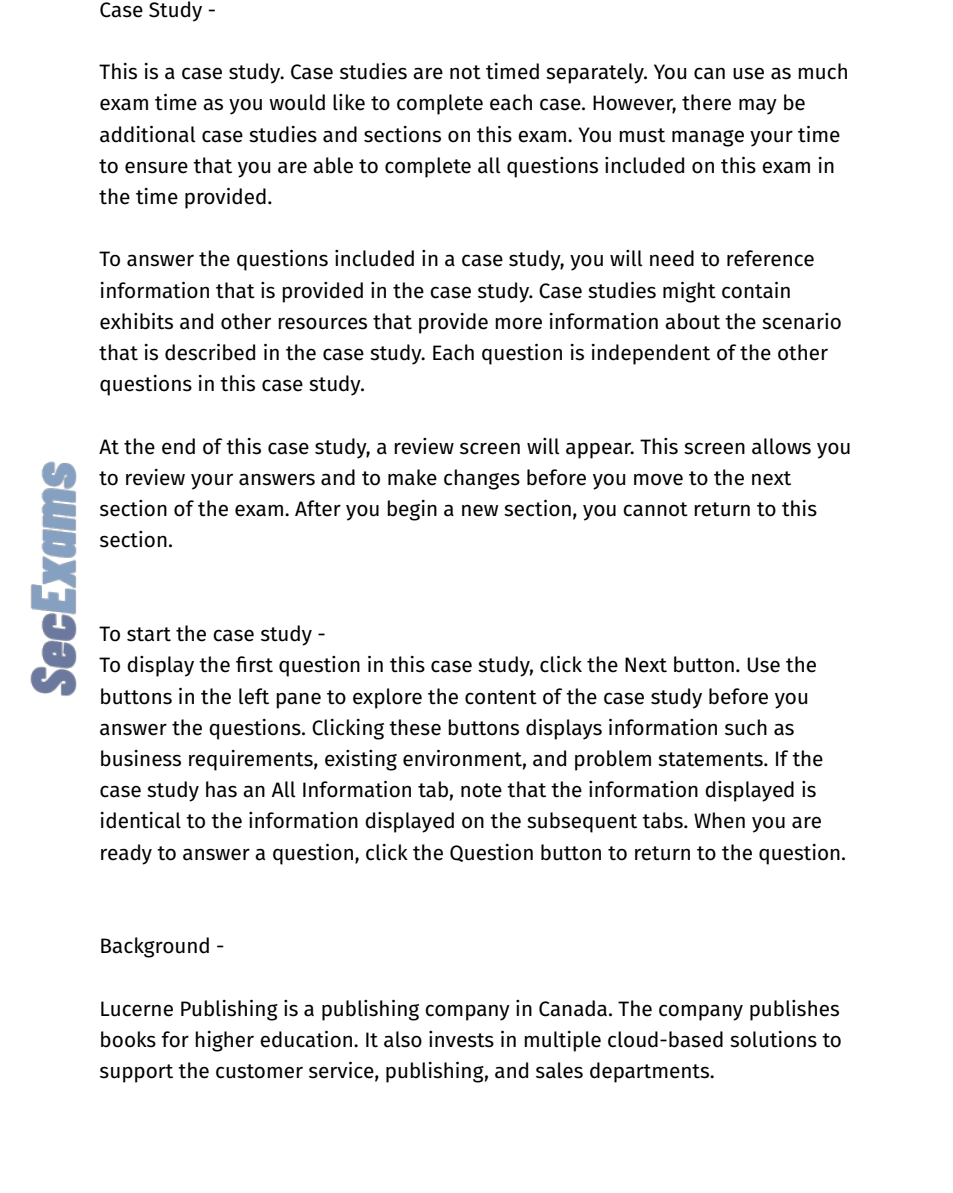 Case Study -
This is a case study. Case studies are not timed separately. You can use as much
exam time as you would like to complete each case. However, there may be
additional case studies and sections on this exam. You must manage your time
to ensure that you are able to complete all questions included on this exam in
the time provided.
To answer the questions included in a case study, you will need to reference
information that is provided in the case study. Case studies might contain
exhibits and other resources that provide more information about the scenario
that is described in the case study. Each question is independent of the other
questions in this case study.
At the end of this case study, a review screen will appear. This screen allows you
to review your answers and to make changes before you move to the next
section of the exam. After you begin a new section, you cannot return to this
section.
SecExams
To start the case study -
To display the first question in this case study, click the Next button. Use the
buttons in the left pane to explore the content of the case study before you
answer the questions. Clicking these buttons displays information such as
business requirements, existing environment, and problem statements. If the
case study has an All Information tab, note that the information displayed is
identical to the information displayed on the subsequent tabs. When you are
ready to answer a question, click the Question button to return to the question.
Background -
Lucerne Publishing is a publishing company in Canada. The company publishes
books for higher education. It also invests in multiple cloud-based solutions to
support the customer service, publishing, and sales departments.